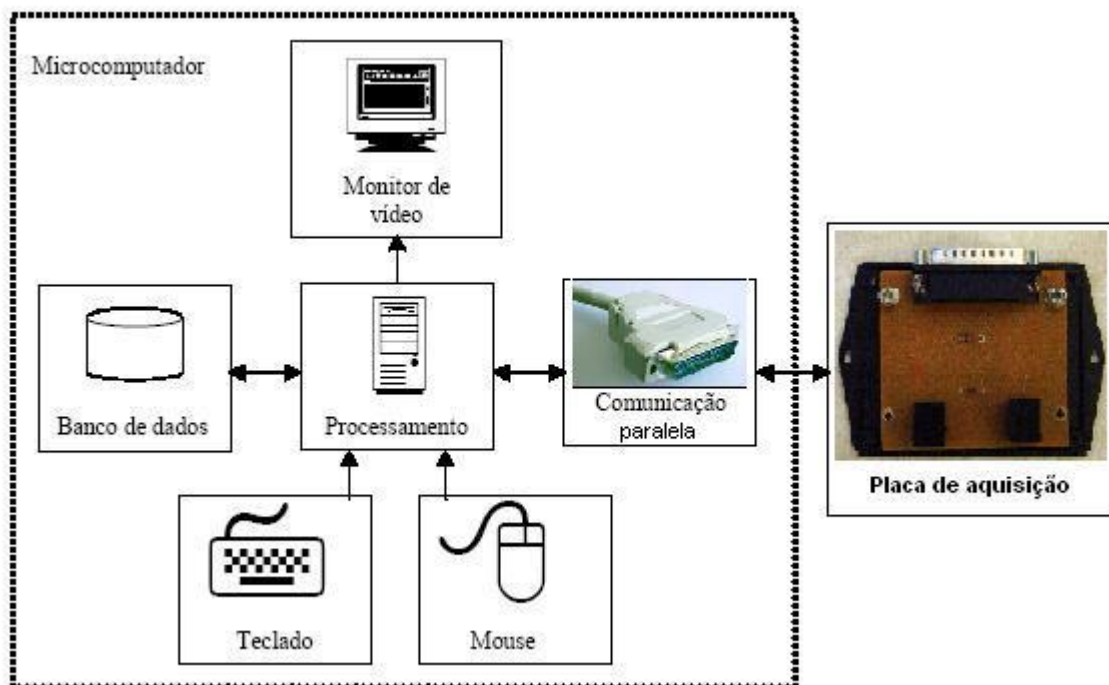 Microcomputador
Monitor de
vídeo
Banco de dados
Processamento
Comunicação
paralela
Placa de aquisição
Teclado
Mouse